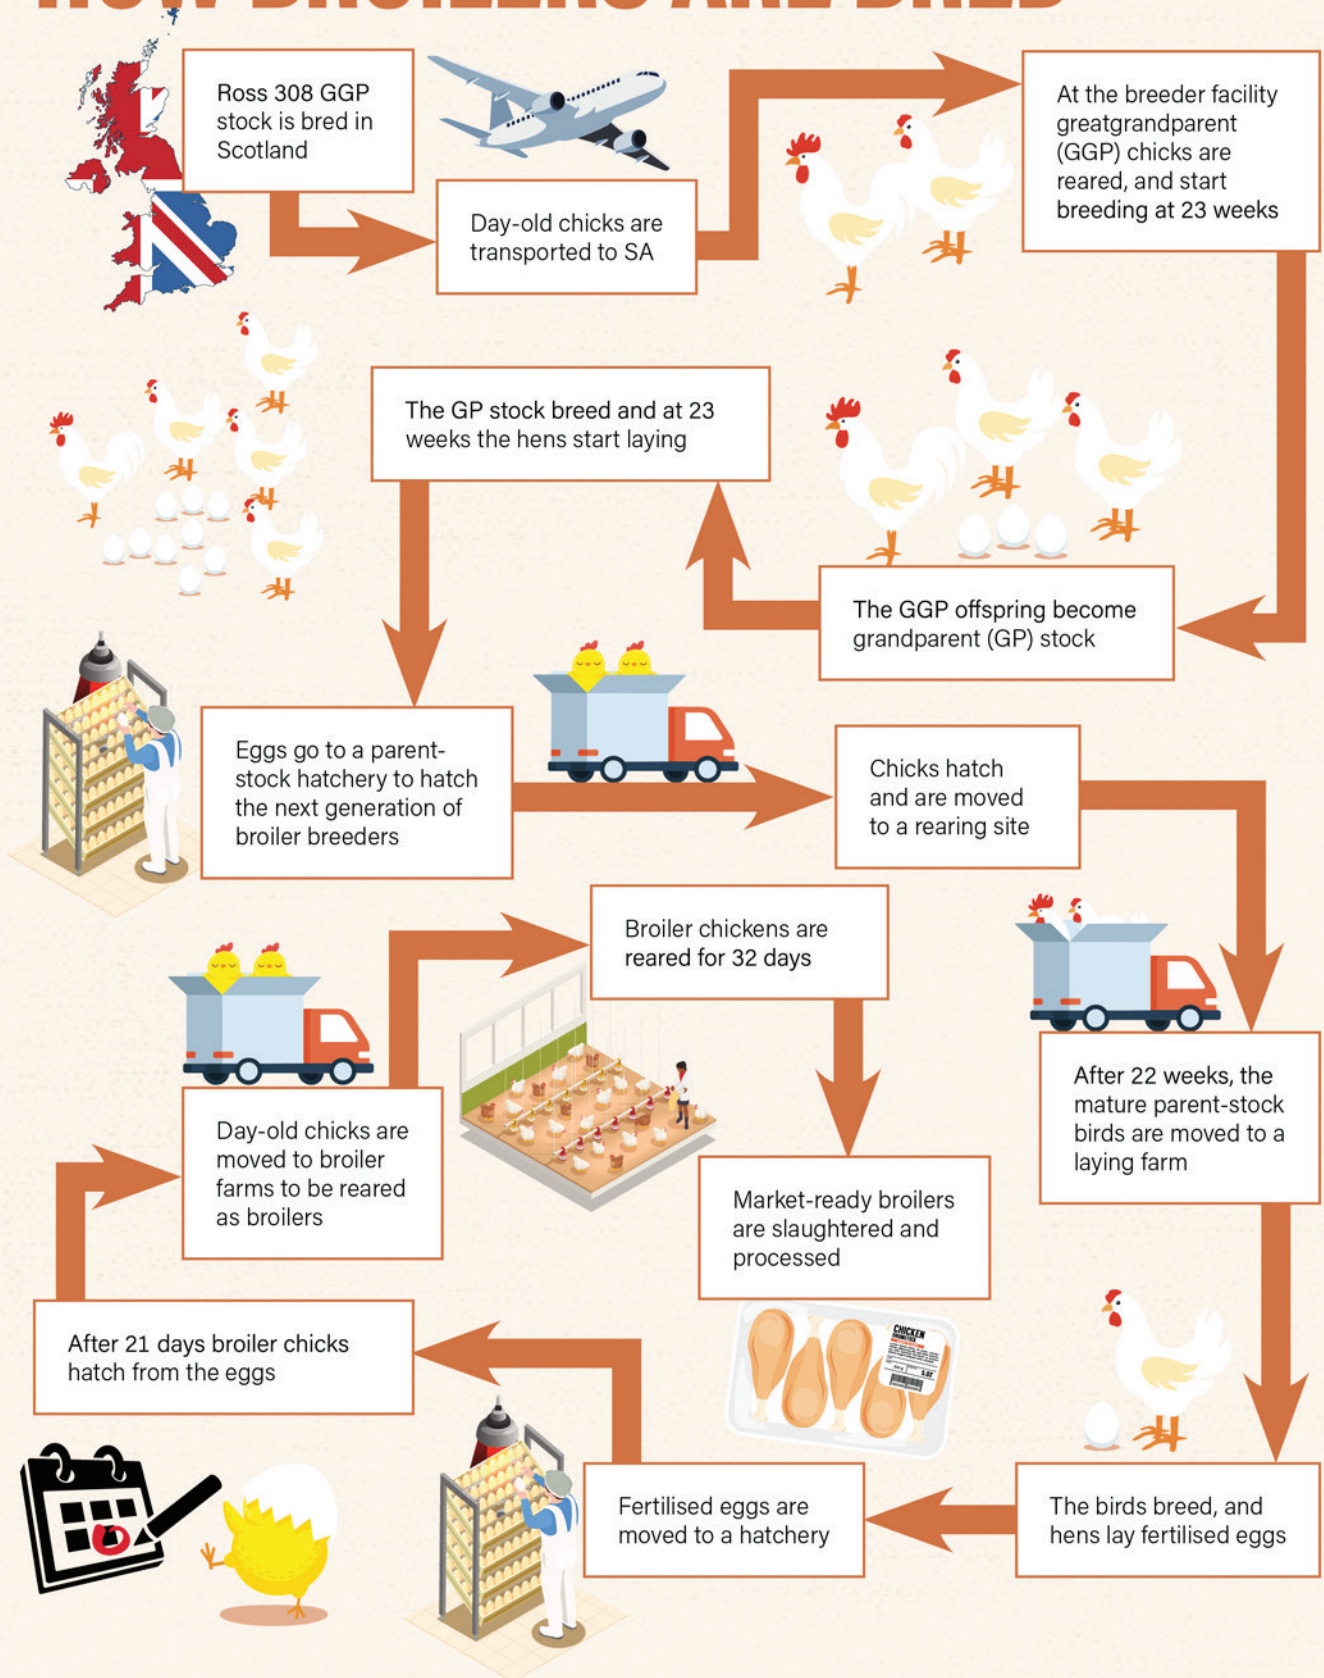 HOW BROILERS ARE BRED
Ross 308 GGP
stock is bred in
Scotland
Day-old chicks are
transported to SA
At the breeder facility
greatgrandparent
(GGP) chicks are
reared, and start
breeding at 23 weeks
The GGP offspring become
grandparent (GP) stock
The GP stock breed and at 23
weeks the hens start laying
Eggs go to a parent-
stock hatchery to hatch
the next generation of
broiler breeders
Chicks hatch
and are moved
to a rearing site
After 22 weeks, the
mature parent-stock
birds are moved to a
laying farm
The birds breed, and
hens lay fertilised eggs
Fertilised eggs are
moved to a hatchery
After 21 days broiler chicks
hatch from the eggs
Day-old chicks are
moved to broiler
farms to be reared
as broilers
Broiler chickens are
reared for 32 days
Market-ready broilers
are slaughtered and
processed
CHICKEN